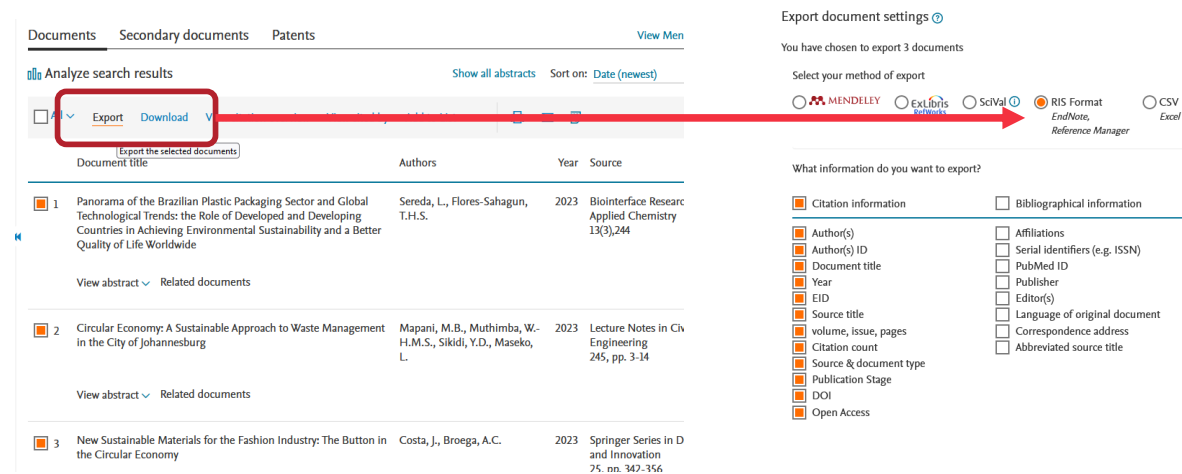 Documents Secondary documents Patents View Men
Analyze search results Show all abstracts Sort on: Date (newest)
All Export Download
Export the selected documents
Document title Authors Year Source
1 Panorama of the Brazilian Plastic Packaging Sector and Global Sereda, L., Flores-Sahagun, 2023 Biointerface Researc
Technological Trends: the Role of Developed and Developing T.H.S. Applied Chemistry
Countries in Achieving Environmental Sustainability and a Better 13(3),244
Quality of Life Worldwide
View abstract Related documents
2 Circular Economy: A Sustainable Approach to Waste Management Mapani, M.B., Muthimba, W.- 2023 Lecture Notes in Civ
in the City of Johannesburg H.M.S., Sikidi, Y.D., Maseko, Engineering
L. 245, pp. 3-14
View abstract Related documents
3 New Sustainable Materials for the Fashion Industry: The Button in Costa, J., Broega, A.C. 2023 Springer Series in D
the Circular Economy and Innovation
25, pp. 342-356
Export document settings
You have chosen to export 3 documents
Select your method of export
MENDELEY ExLibris SciVal RIS Format CSV
RefWorks EndNote, Excel
Reference Manager
What information do you want to export?
Citation information Bibliographical information
Author(s) Affiliations
Author(s) ID Serial identifiers (e.g. ISSN)
Document title PubMed ID
Year Publisher
EID Editor(s)
Source title Language of original document
volume, issue, pages Correspondence address
Citation count Abbreviated source title
Source & document type
Publication Stage
DOI
Open Access